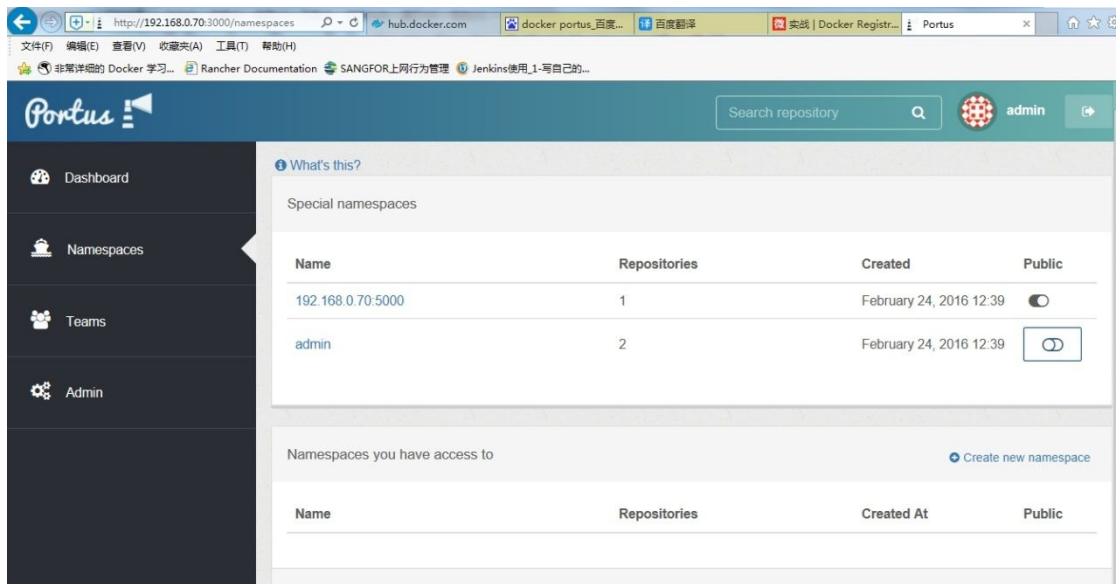 http://192.168.0.70:3000/namespaces
hub.docker.com
docker portus_百度...
百度翻译
实战 | Docker Registr...
Portus
文件(F) 编辑(E) 查看(V) 收藏夹(A) 工具(T) 帮助(H)
非常详细的 Docker 学习...
Rancher Documentation
SANGFOR上网行为管理
Jenkins使用_1-写自己的...
Portus
Search repository
admin
Dashboard
Namespaces
Teams
Admin
What's this?
Special namespaces
Name Repositories Created Public
192.168.0.70:5000 1 February 24, 2016 12:39
admin 2 February 24, 2016 12:39
Namespaces you have access to
Create new namespace
Name Repositories Created At Public